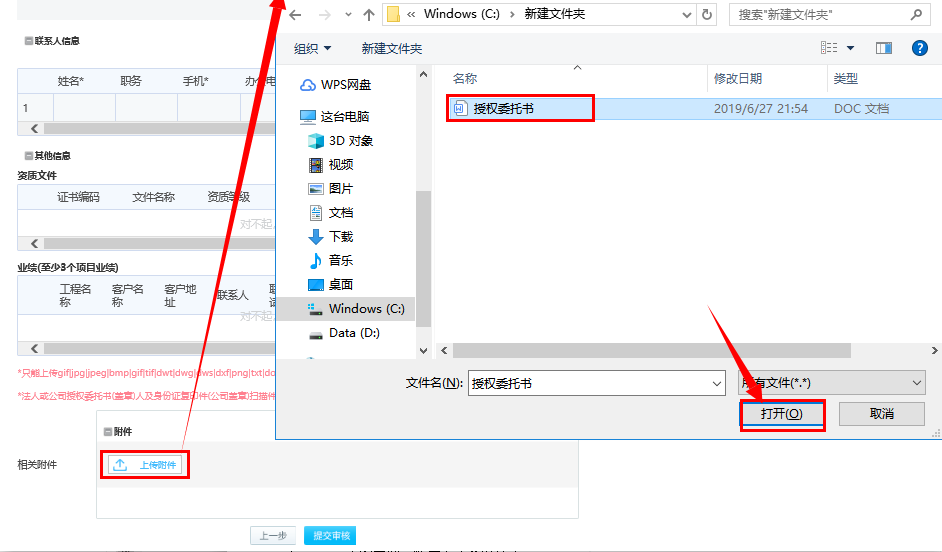 « Windows (C:) › 新建文件夹
搜索"新建文件夹"
组织
新建文件夹
WPS网盘
这台电脑
3D 对象
视频
图片
文档
下载
音乐
桌面
Windows (C:)
Data (D:)
名称
修改日期
类型
授权委托书
2019/6/27 21:54
DOC 文档
文件名(N):
授权委托书
所有文件(*.*)
打开(O)
取消
联系人信息
姓名*
职务
手机*
1
其他信息
资质文件
证书编码
文件名称
资质等级
对不起,
业绩(至少3个项目业绩)
工程名称
客户名称
客户地址
联系人
对不起,
*只能上传gif|jpg|jpeg|bmp|gif|tif|dwt|dwg|dws|dxf|png|txt|
*法人或公司授权委托书(盖章)人及身份证复印件(公司盖章)扫描件
附件
相关附件
上传附件
上一步
提交审核